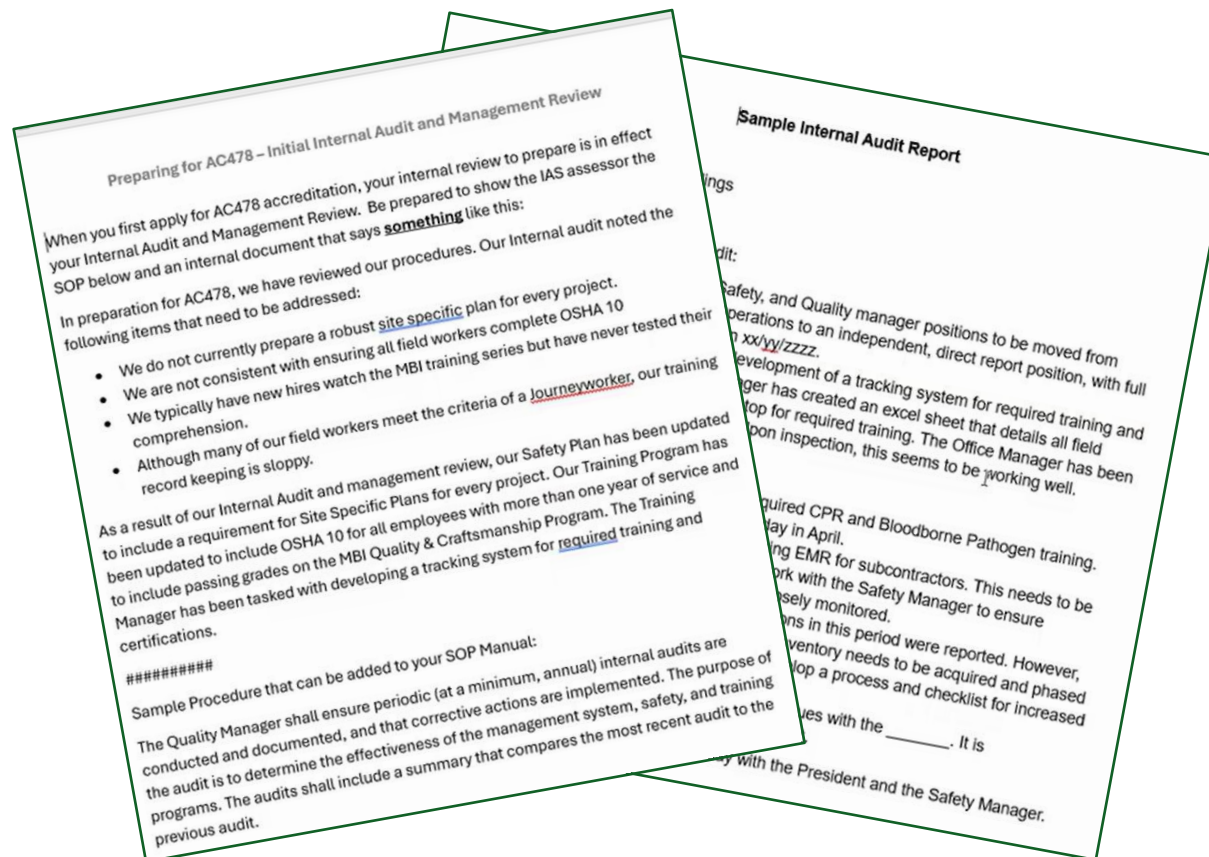 Preparing for AC478 – Initial Internal Audit and Management Review
When you first apply for AC478 accreditation, your internal review to prepare is in effect
your Internal Audit and Management Review. Be prepared to show the IAS assessor the
SOP below and an internal document that says something like this:
In preparation for AC478, we have reviewed our procedures. Our Internal audit noted the
following items that need to be addressed:
• We do not currently prepare a robust site specific plan for every project.
• We are not consistent with ensuring all field workers complete OSHA 10
• We typically have new hires watch the MBI training series but have never tested their
comprehension.
• Although many of our field workers meet the criteria of a Journeyworker, our training
record keeping is sloppy.
As a result of our Internal Audit and management review, our Safety Plan has been updated
to include a requirement for Site Specific Plans for every project. Our Training Program has
been updated to include OSHA 10 for all employees with more than one year of service and
to include passing grades on the MBI Quality & Craftsmanship Program. The Training
Manager has been tasked with developing a tracking system for required training and
certifications.
##########
Sample Procedure that can be added to your SOP Manual:
The Quality Manager shall ensure periodic (at a minimum, annual) internal audits are
conducted and documented, and that corrective actions are implemented. The purpose of
the audit is to determine the effectiveness of the management system, safety, and training
programs. The audits shall include a summary that compares the most recent audit to the
previous audit.
Sample Internal Audit Report
ings
dit:
Safety, and Quality manager positions to be moved from
perations to an independent, direct report position, with full
n xx/yy/zzzz.
evelopment of a tracking system for required training and
ger has created an excel sheet that details all field
top for required training. The Office Manager has been
pon inspection, this seems to be working well.
quired CPR and Bloodborne Pathogen training.
day in April.
ing EMR for subcontractors. This needs to be
ork with the Safety Manager to ensure
osely monitored.
ons in this period were reported. However,
ventory needs to be acquired and phased
lop a process and checklist for increased
ues with the _______. It is
y with the President and the Safety Manager.